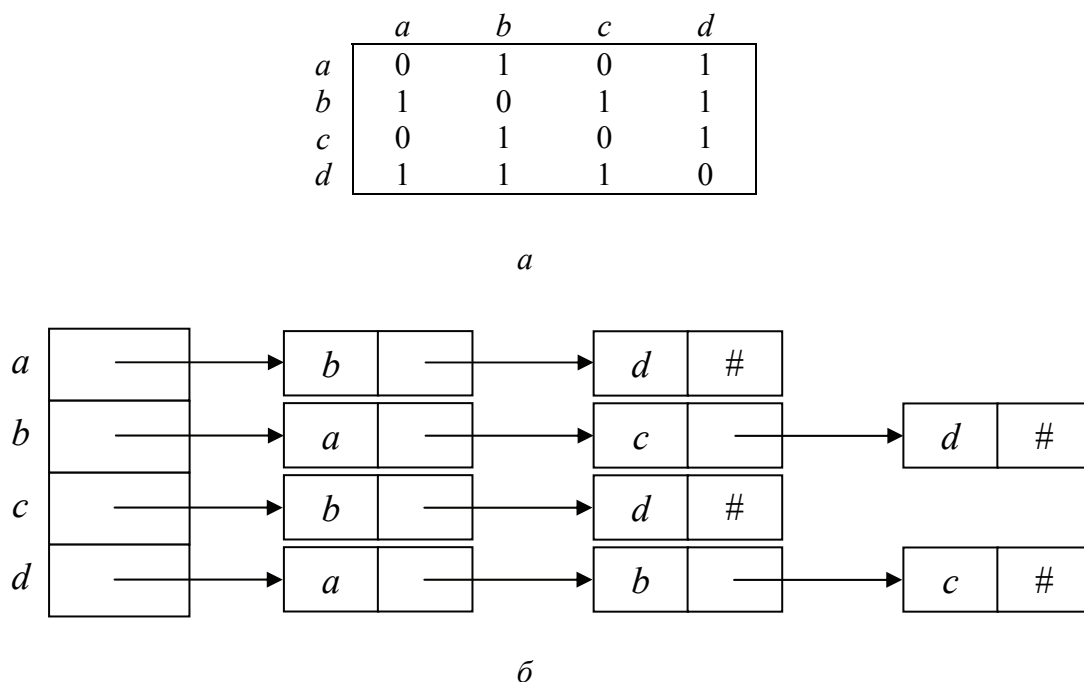 a b c d
a 0 1 0 1
b 1 0 1 1
c 0 1 0 1
d 1 1 1 0
а
a b d #
b a c d #
c b d #
d a b c #
б